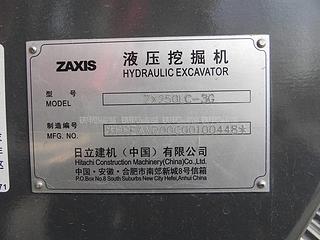 ZAXIS
液压挖掘机
HYDRAULIC EXCAVATOR
型 号
MODEL
ZX250LC-3G
制造编号
MFG. NO.
日立建机（中国）有限公司
Hitachi Construction Machinery(China)Co.,Ltd.
中国・安徽・合肥市南郊新城8号信箱
P.O.Box No.8 South Suburbs New City Hefei,Anhui China